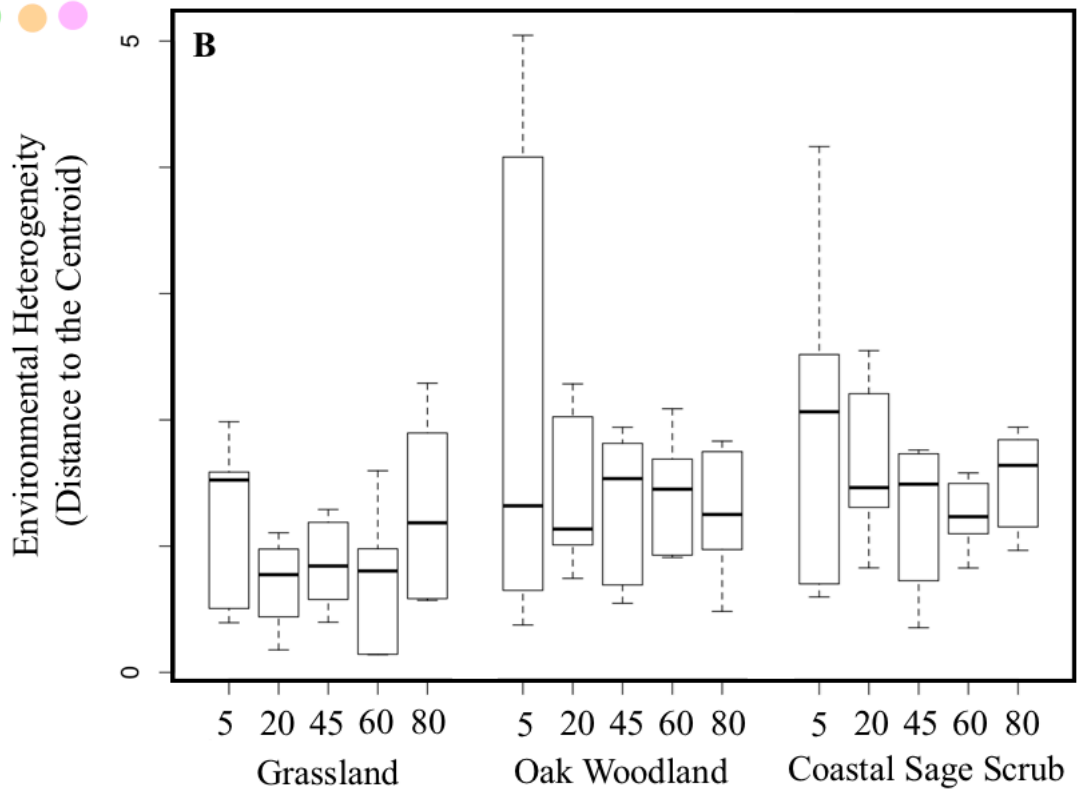 B
5
0
Environmental Heterogeneity
(Distance to the Centroid)
5 20 45 60 80 5 20 45 60 80 5 20 45 60 80
Grassland Oak Woodland Coastal Sage Scrub